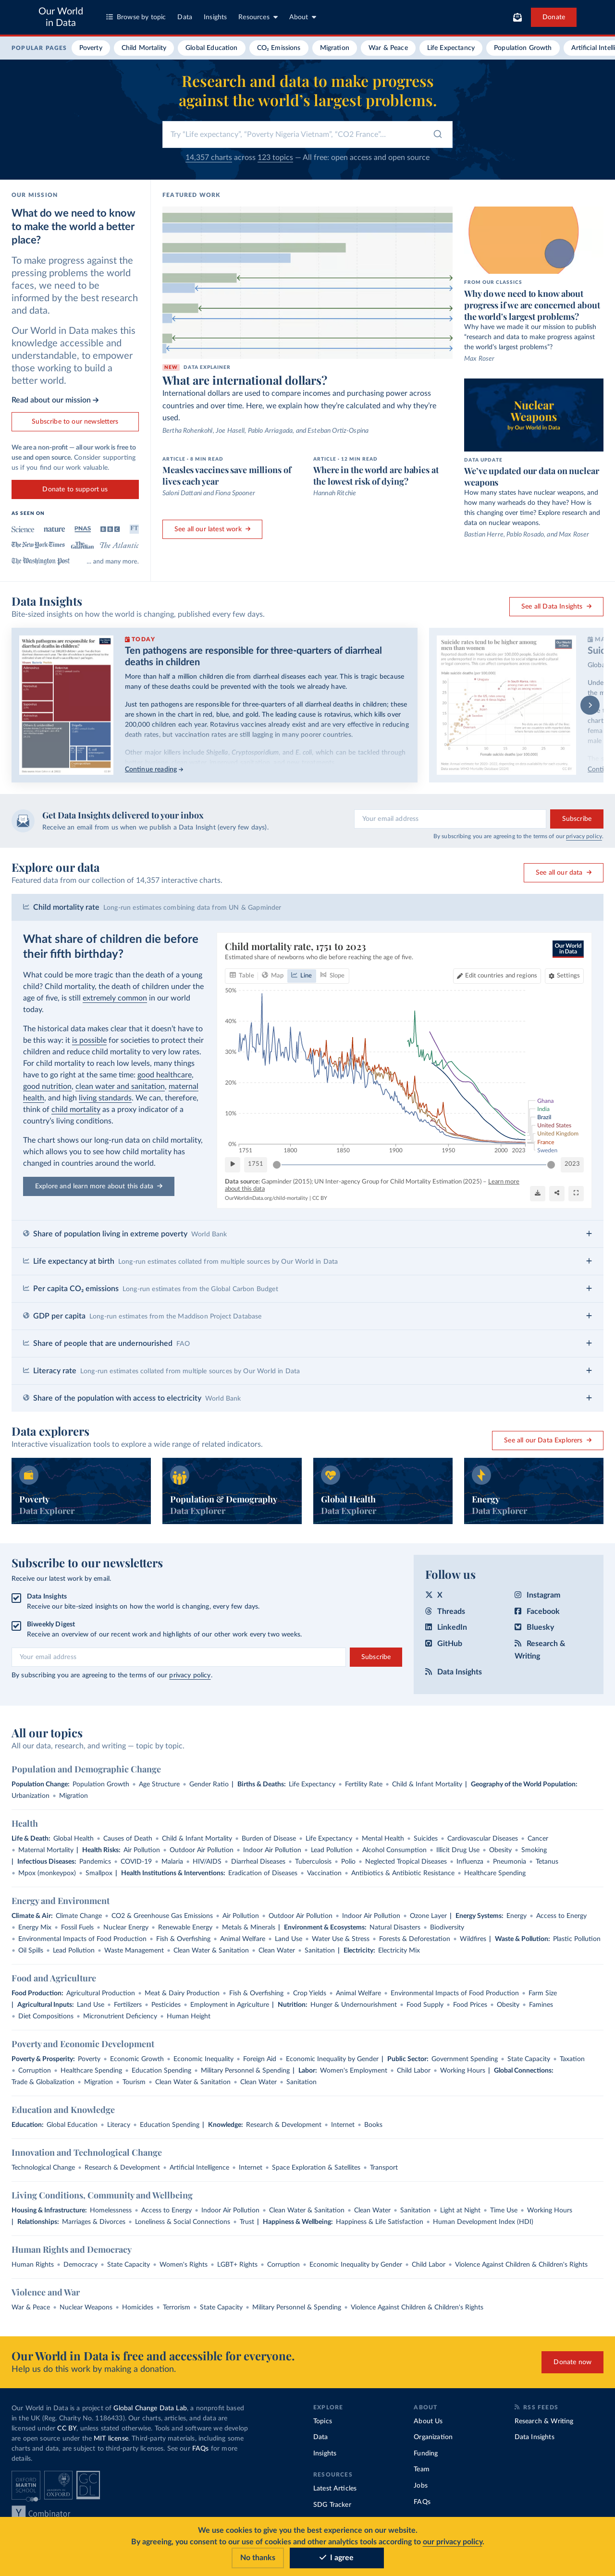 Our World
in Data
Browse by topic
Data
Insights
Resources
About
Donate
POPULAR PAGES
Poverty
Child Mortality
Global Education
CO₂ Emissions
Migration
War & Peace
Life Expectancy
Population Growth
Artificial Intelli
Research and data to make progress
against the world's largest problems.
Try "Life expectancy", "Poverty Nigeria Vietnam", "CO2 France"...
14,357 charts across 123 topics — All free: open access and open source
OUR MISSION
What do we need to know
to make the world a better
place?
To make progress against the
pressing problems the world
faces, we need to be
informed by the best research
and data.
Our World in Data makes this
knowledge accessible and
understandable, to empower
those working to build a
better world.
Read about our mission →
Subscribe to our newsletters
We are a non-profit — all our work is free to
use and open source. Consider supporting
us if you find our work valuable.
Donate to support us
AS SEEN ON
Science
nature
PNAS
BBC
FT
The New York Times
The Guardian
The Atlantic
The Washington Post
... and many more.
FEATURED WORK
NEW DATA EXPLAINER
What are international dollars?
International dollars are used to compare incomes and purchasing power across
countries and over time. Here, we explain how they're calculated and why they're
used.
Bertha Rohenkohl, Joe Hasell, Pablo Arriagada, and Esteban Ortiz-Ospina
ARTICLE • 8 MIN READ
Measles vaccines save millions of
lives each year
Saloni Dattani and Fiona Spooner
ARTICLE • 12 MIN READ
Where in the world are babies at
the lowest risk of dying?
Hannah Ritchie
See all our latest work →
FROM OUR CLASSICS
Why do we need to know about
progress if we are concerned about
the world's largest problems?
Why have we made it our mission to publish
"research and data to make progress against
the world's largest problems"?
Max Roser
Nuclear
Weapons
by Our World in Data
DATA UPDATE
We've updated our data on nuclear
weapons
How many states have nuclear weapons, and
how many warheads do they have? How is
this changing over time? Explore research and
data on nuclear weapons.
Bastian Herre, Pablo Rosado, and Max Roser
Data Insights
Bite-sized insights on how the world is changing, published every few days.
See all Data Insights →
Which pathogens are responsible for
diarrheal deaths in children?
TODAY
Ten pathogens are responsible for three-quarters of diarrheal
deaths in children
More than half a million children die from diarrheal diseases each year. This is tragic because
many of these deaths could be prevented with the tools we already have.
Just ten pathogens are responsible for three-quarters of all diarrheal deaths in children; these
are shown in the chart in red, blue, and gold. The leading cause is rotavirus, which kills over
200,000 children each year. Rotavirus vaccines already exist and are very effective in reducing
death rates, but vaccination rates are still lagging in many poorer countries.
Other major killers include Shigella, Cryptosporidium, and E. coli, which can be tackled through
Continue reading →
Suicide rates tend to be higher among
men than women
Get Data Insights delivered to your inbox
Receive an email from us when we publish a Data Insight (every few days).
Your email address
Subscribe
By subscribing you are agreeing to the terms of our privacy policy.
Explore our data
Featured data from our collection of 14,357 interactive charts.
See all our data →
Child mortality rate Long-run estimates combining data from UN & Gapminder
What share of children die before
their fifth birthday?
What could be more tragic than the death of a young
child? Child mortality, the death of children under the
age of five, is still extremely common in our world
today.
The historical data makes clear that it doesn't have to
be this way: it is possible for societies to protect their
children and reduce child mortality to very low rates.
For child mortality to reach low levels, many things
have to go right at the same time: good healthcare,
good nutrition, clean water and sanitation, maternal
health, and high living standards. We can, therefore,
think of child mortality as a proxy indicator of a
country's living conditions.
The chart shows our long-run data on child mortality,
which allows you to see how child mortality has
changed in countries around the world.
Explore and learn more about this data →
Child mortality rate, 1751 to 2023
Estimated share of newborns who die before reaching the age of five.
Our World
in Data
Table
Map
Line
Slope
Edit countries and regions
Settings
50%
40%
30%
20%
10%
0%
1751
1800
1850
1900
1950
2000
2023
Ghana
India
Brazil
United States
United Kingdom
France
Sweden
1751
2023
Data source: Gapminder (2015); UN Inter-agency Group for Child Mortality Estimation (2025) – Learn more
about this data
OurWorldinData.org/child-mortality | CC BY
Share of population living in extreme poverty World Bank
Life expectancy at birth Long-run estimates collated from multiple sources by Our World in Data
Per capita CO₂ emissions Long-run estimates from the Global Carbon Budget
GDP per capita Long-run estimates from the Maddison Project Database
Share of people that are undernourished FAO
Literacy rate Long-run estimates collated from multiple sources by Our World in Data
Share of the population with access to electricity World Bank
Data explorers
Interactive visualization tools to explore a wide range of related indicators.
See all our Data Explorers →
Poverty
Data Explorer
Population & Demography
Data Explorer
Global Health
Data Explorer
Energy
Data Explorer
Subscribe to our newsletters
Receive our latest work by email.
Data Insights
Receive our bite-sized insights on how the world is changing, every few days.
Biweekly Digest
Receive an overview of our recent work and highlights of our other work every two weeks.
Your email address
Subscribe
By subscribing you are agreeing to the terms of our privacy policy.
Follow us
X
Instagram
Threads
Facebook
LinkedIn
Bluesky
GitHub
Research &
Writing
Data Insights
All our topics
All our data, research, and writing — topic by topic.
Population and Demographic Change
Population Change: Population Growth • Age Structure • Gender Ratio | Births & Deaths: Life Expectancy • Fertility Rate • Child & Infant Mortality | Geography of the World Population:
Urbanization • Migration
Health
Life & Death: Global Health • Causes of Death • Child & Infant Mortality • Burden of Disease • Life Expectancy • Mental Health • Suicides • Cardiovascular Diseases • Cancer
• Maternal Mortality | Health Risks: Air Pollution • Outdoor Air Pollution • Indoor Air Pollution • Lead Pollution • Alcohol Consumption • Illicit Drug Use • Obesity • Smoking
| Infectious Diseases: Pandemics • COVID-19 • Malaria • HIV/AIDS • Diarrheal Diseases • Tuberculosis • Polio • Neglected Tropical Diseases • Influenza • Pneumonia • Tetanus
• Mpox (monkeypox) • Smallpox | Health Institutions & Interventions: Eradication of Diseases • Vaccination • Antibiotics & Antibiotic Resistance • Healthcare Spending
Energy and Environment
Climate & Air: Climate Change • CO2 & Greenhouse Gas Emissions • Air Pollution • Outdoor Air Pollution • Indoor Air Pollution • Ozone Layer | Energy Systems: Energy • Access to Energy
• Energy Mix • Fossil Fuels • Nuclear Energy • Renewable Energy • Metals & Minerals | Environment & Ecosystems: Natural Disasters • Biodiversity
• Environmental Impacts of Food Production • Fish & Overfishing • Animal Welfare • Land Use • Water Use & Stress • Forests & Deforestation • Wildfires | Waste & Pollution: Plastic Pollution
• Oil Spills • Lead Pollution • Waste Management • Clean Water & Sanitation • Clean Water • Sanitation | Electricity: Electricity Mix
Food and Agriculture
Food Production: Agricultural Production • Meat & Dairy Production • Fish & Overfishing • Crop Yields • Animal Welfare • Environmental Impacts of Food Production • Farm Size
| Agricultural Inputs: Land Use • Fertilizers • Pesticides • Employment in Agriculture | Nutrition: Hunger & Undernourishment • Food Supply • Food Prices • Obesity • Famines
• Diet Compositions • Micronutrient Deficiency • Human Height
Poverty and Economic Development
Poverty & Prosperity: Poverty • Economic Growth • Economic Inequality • Foreign Aid • Economic Inequality by Gender | Public Sector: Government Spending • State Capacity • Taxation
• Corruption • Healthcare Spending • Education Spending • Military Personnel & Spending | Labor: Women's Employment • Child Labor • Working Hours | Global Connections:
Trade & Globalization • Migration • Tourism • Clean Water & Sanitation • Clean Water • Sanitation
Education and Knowledge
Education: Global Education • Literacy • Education Spending | Knowledge: Research & Development • Internet • Books
Innovation and Technological Change
Technological Change • Research & Development • Artificial Intelligence • Internet • Space Exploration & Satellites • Transport
Living Conditions, Community and Wellbeing
Housing & Infrastructure: Homelessness • Access to Energy • Indoor Air Pollution • Clean Water & Sanitation • Clean Water • Sanitation • Light at Night • Time Use • Working Hours
| Relationships: Marriages & Divorces • Loneliness & Social Connections • Trust | Happiness & Wellbeing: Happiness & Life Satisfaction • Human Development Index (HDI)
Human Rights and Democracy
Human Rights • Democracy • State Capacity • Women's Rights • LGBT+ Rights • Corruption • Economic Inequality by Gender • Child Labor • Violence Against Children & Children's Rights
Violence and War
War & Peace • Nuclear Weapons • Homicides • Terrorism • State Capacity • Military Personnel & Spending • Violence Against Children & Children's Rights
Our World in Data is free and accessible for everyone.
Help us do this work by making a donation.
Donate now
Our World in Data is a project of Global Change Data Lab, a nonprofit based
in the UK (Reg. Charity No. 1186433). Our charts, articles, and data are
licensed under CC BY, unless stated otherwise. Tools and software we develop
are open source under the MIT license. Third-party materials, including some
charts and data, are subject to third-party licenses. See our FAQs for more
details.
OXFORD
MARTIN
SCHOOL
UNIVERSITY OF
OXFORD
GC
DL
Y Combinator
EXPLORE
Topics
Data
Insights
RESOURCES
Latest Articles
SDG Tracker
ABOUT
About Us
Organization
Funding
Team
Jobs
FAQs
RSS FEEDS
Research & Writing
Data Insights
We use cookies to give you the best experience on our website.
By agreeing, you consent to our use of cookies and other analytics tools according to our privacy policy.
No thanks
I agree